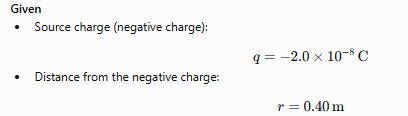 Given
• Source charge (negative charge):
q = −2.0 × 10⁻⁸ C
• Distance from the negative charge:
r = 0.40 m